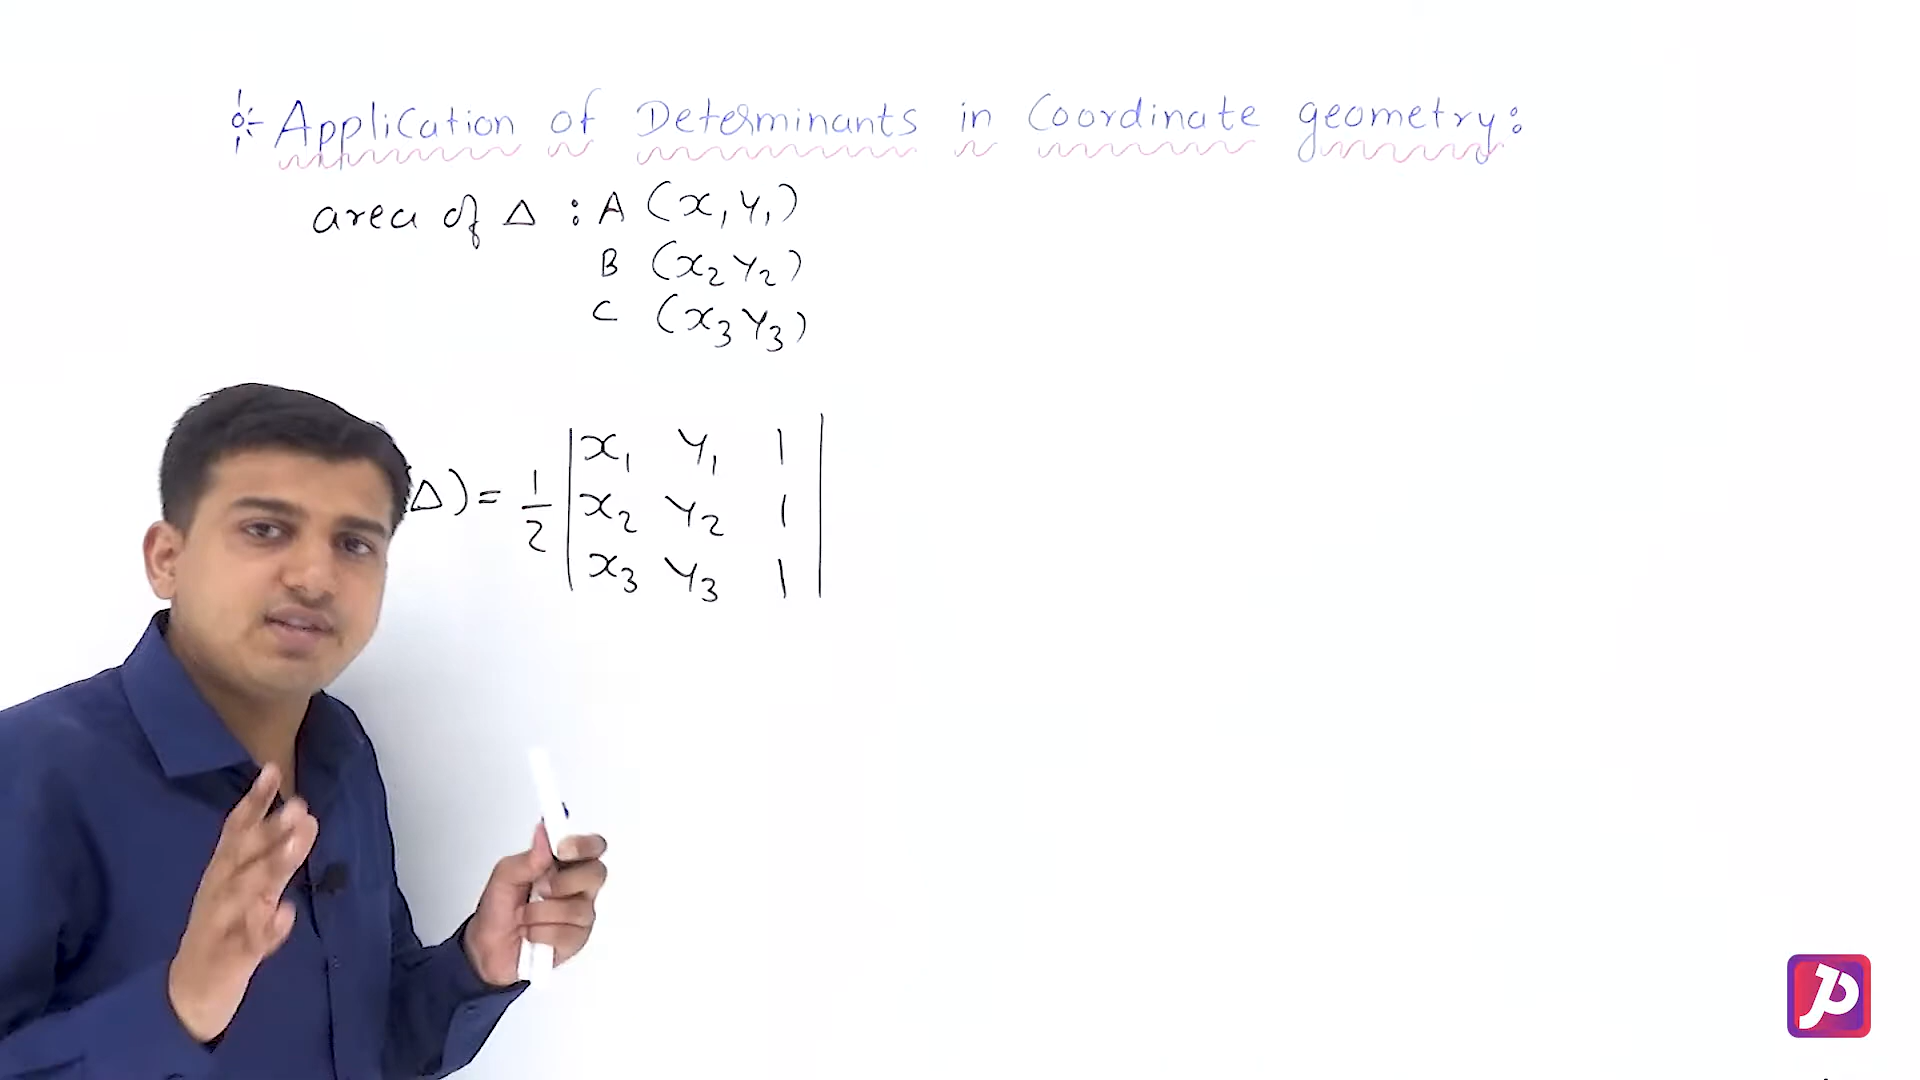 Application of Determinants in Coordinate geometry:
area of Δ : A (x₁ y₁)
B (x₂ y₂)
C (x₃ y₃)
Δ) = 1/2 | x₁ y₁ 1 |
| x₂ y₂ 1 |
| x₃ y₃ 1 |